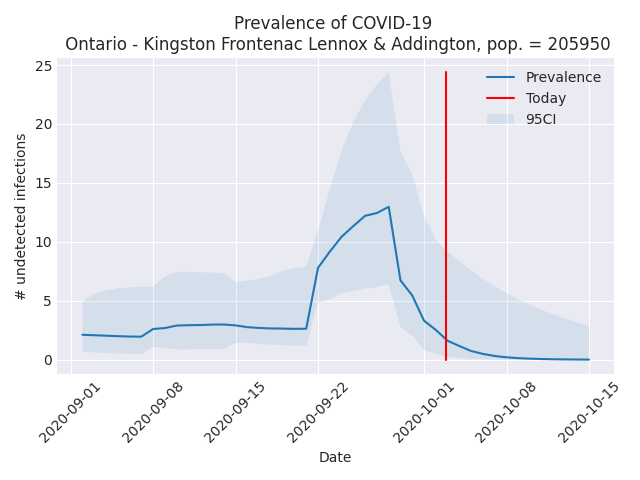 Prevalence of COVID-19
Ontario - Kingston Frontenac Lennox & Addington, pop. = 205950
25
20
15
10
5
0
# undetected infections
Prevalence
Today
95CI
2020-09-01
2020-09-08
2020-09-15
2020-09-22
2020-10-01
2020-10-08
2020-10-15
Date